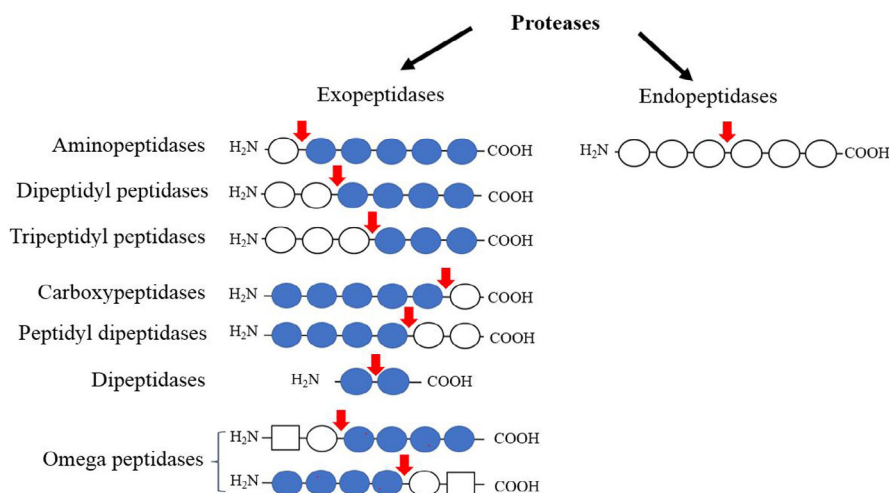 Proteases
Exopeptidases
Endopeptidases
Aminopeptidases H₂N COOH
H₂N COOH
Dipeptidyl peptidases H₂N COOH
Tripeptidyl peptidases H₂N COOH
Carboxypeptidases H₂N COOH
Peptidyl dipeptidases H₂N COOH
Dipeptidases H₂N COOH
Omega peptidases
H₂N COOH
H₂N COOH